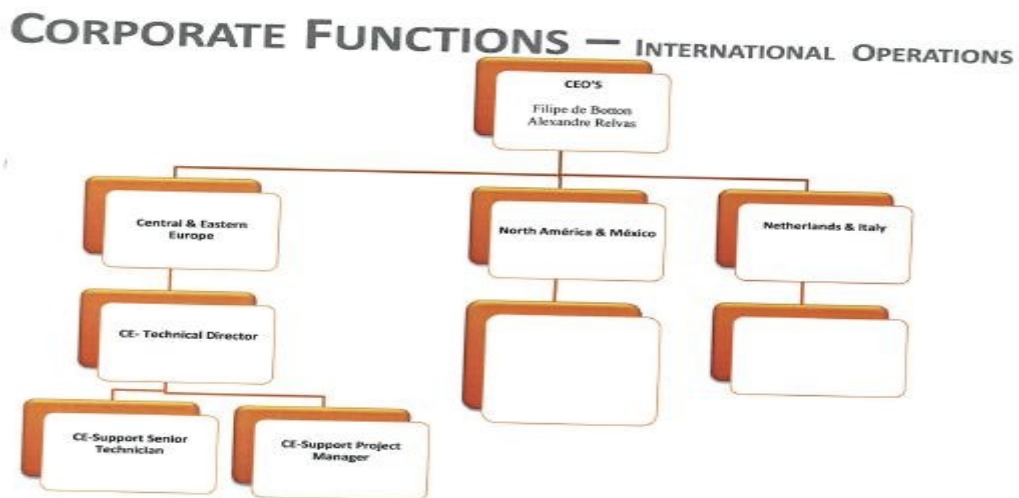 CORPORATE FUNCTIONS — INTERNATIONAL OPERATIONS
CEO'S
Filipe de Botton
Alexandre Relvas
Central & Eastern
Europe
North América & México
Netherlands & Italy
CE- Technical Director
CE-Support Senior
Technician
CE-Support Project
Manager